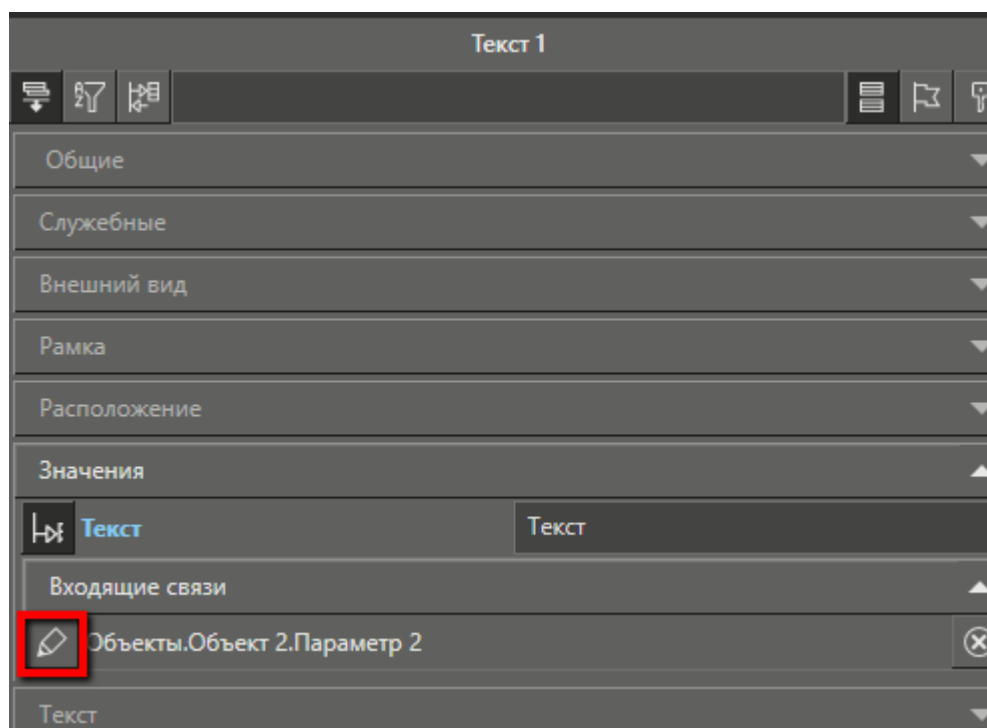 Текст 1
Общие
Служебные
Внешний вид
Рамка
Расположение
Значения
Текст Текст
Входящие связи
Объекты.Объект 2.Параметр 2
Текст